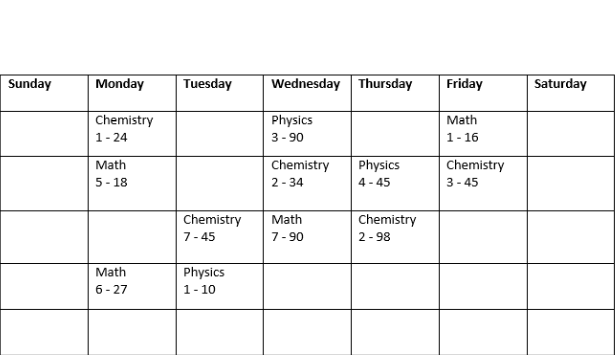 Sunday Monday Tuesday Wednesday Thursday Friday Saturday
Chemistry Physics Math
1 - 24 3 - 90 1 - 16
Math Chemistry Physics Chemistry
5 - 18 2 - 34 4 - 45 3 - 45
Chemistry Math Chemistry
7 - 45 7 - 90 2 - 98
Math Physics
6 - 27 1 - 10